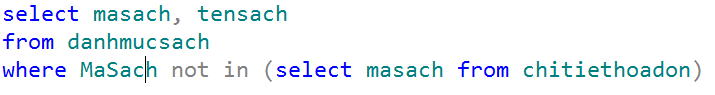 select masach, tensach
from danhmucsach
where MaSach not in (select masach from chitiethoadon)